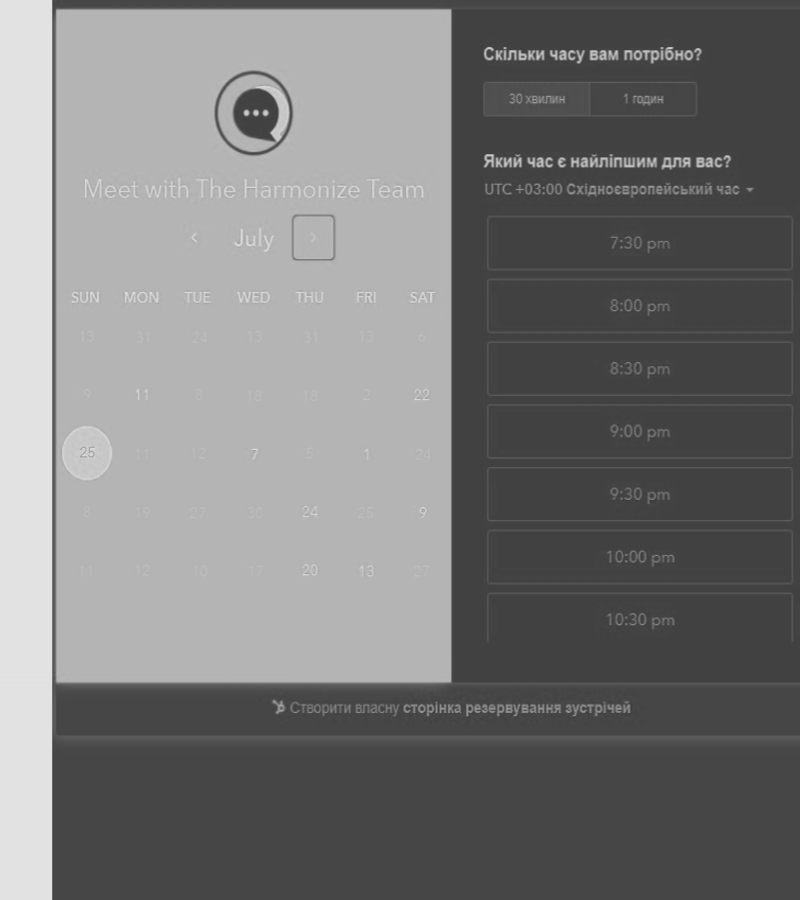 Meet with The Harmonize Team
July
SUN MON TUE WED THU FRI SAT
13 31 24 13 31 13 6
9 11 8 18 18 2 22
25 11 12 7 5 1 24
8 19 27 30 24 25 9
11 12 10 17 20 13 27
Скільки часу вам потрібно?
30 хвилин 1 годин
Який час є найліпшим для вас?
UTC +03:00 Східноєвропейський час
7:30 pm
8:00 pm
8:30 pm
9:00 pm
9:30 pm
10:00 pm
10:30 pm
Створити власну сторінка резервування зустрічей